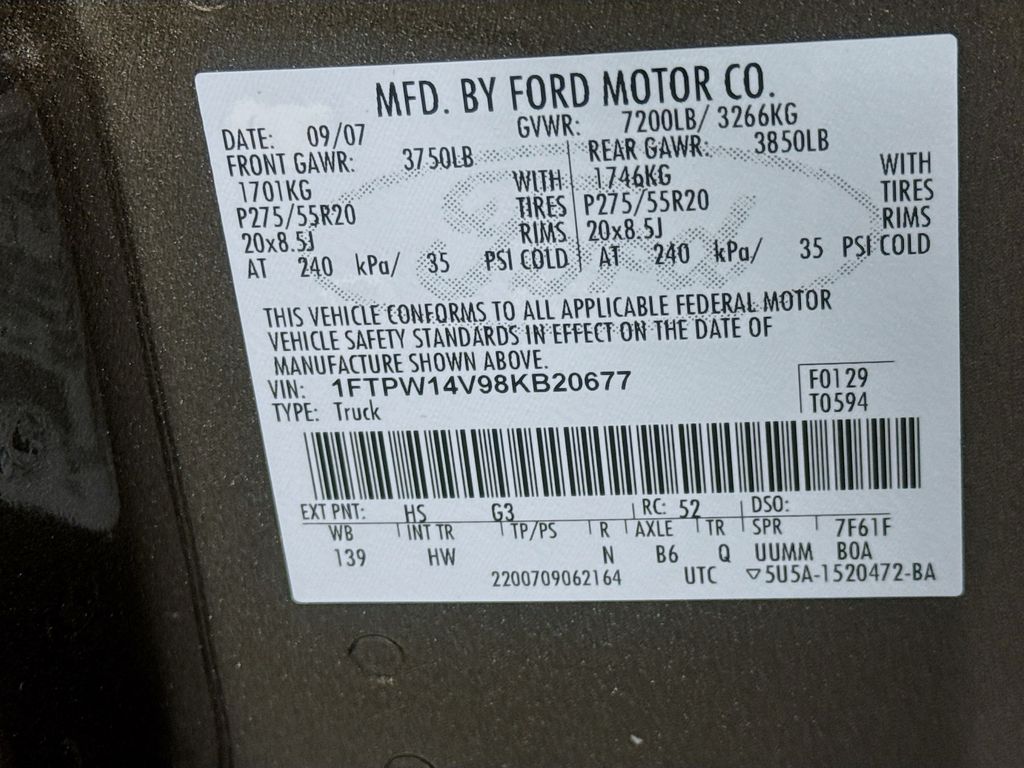 MFD. BY FORD MOTOR CO.
DATE: 09/07 GVWR: 7200LB/ 3266KG
FRONT GAWR: 3750LB REAR GAWR: 3850LB
1701KG WITH 1746KG WITH
P275/55R20 TIRES P275/55R20 TIRES
20x8.5J RIMS 20x8.5J RIMS
AT 240 kPa/ 35 PSI COLD AT 240 kPa/ 35 PSI COLD
THIS VEHICLE CONFORMS TO ALL APPLICABLE FEDERAL MOTOR
VEHICLE SAFETY STANDARDS IN EFFECT ON THE DATE OF
MANUFACTURE SHOWN ABOVE.
VIN: 1FTPW14V98KB20677 F0129
TYPE: Truck T0594
EXT PNT: HS G3 RC: 52 DSO:
WB INT TR TP/PS R AXLE TR SPR 7F61F
139 HW N B6 Q UUMM BOA
2200709062164 UTC ▽5U5A-1520472-BA
Ford